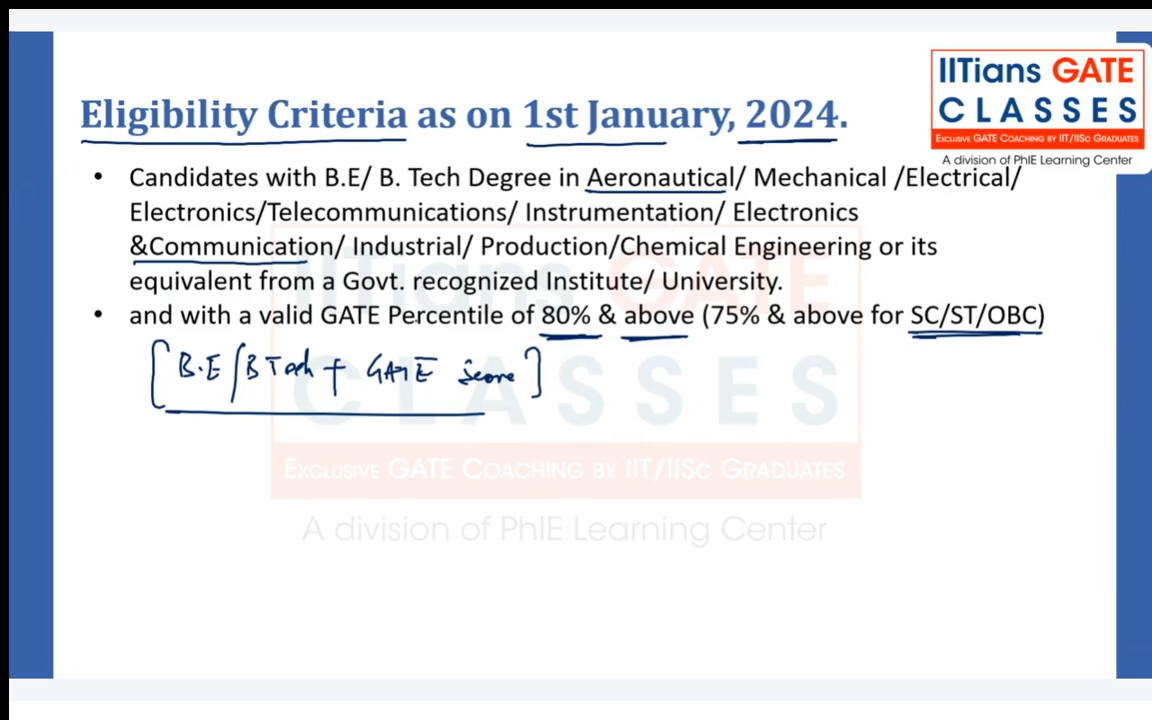 IITians GATE
CLASSES
EXCLUSIVE GATE COACHING BY IIT/IISc GRADUATES
A division of PhIE Learning Center
Eligibility Criteria as on 1st January, 2024.
• Candidates with B.E/ B. Tech Degree in Aeronautical/ Mechanical /Electrical/
Electronics/Telecommunications/ Instrumentation/ Electronics
&Communication/ Industrial/ Production/Chemical Engineering or its
equivalent from a Govt. recognized Institute/ University.
• and with a valid GATE Percentile of 80% & above (75% & above for SC/ST/OBC)
[B.E/B Tech + GATE Score]
IITians GATE
CLASSES
EXCLUSIVE GATE COACHING BY IIT/IISc GRADUATES
A division of PhIE Learning Center